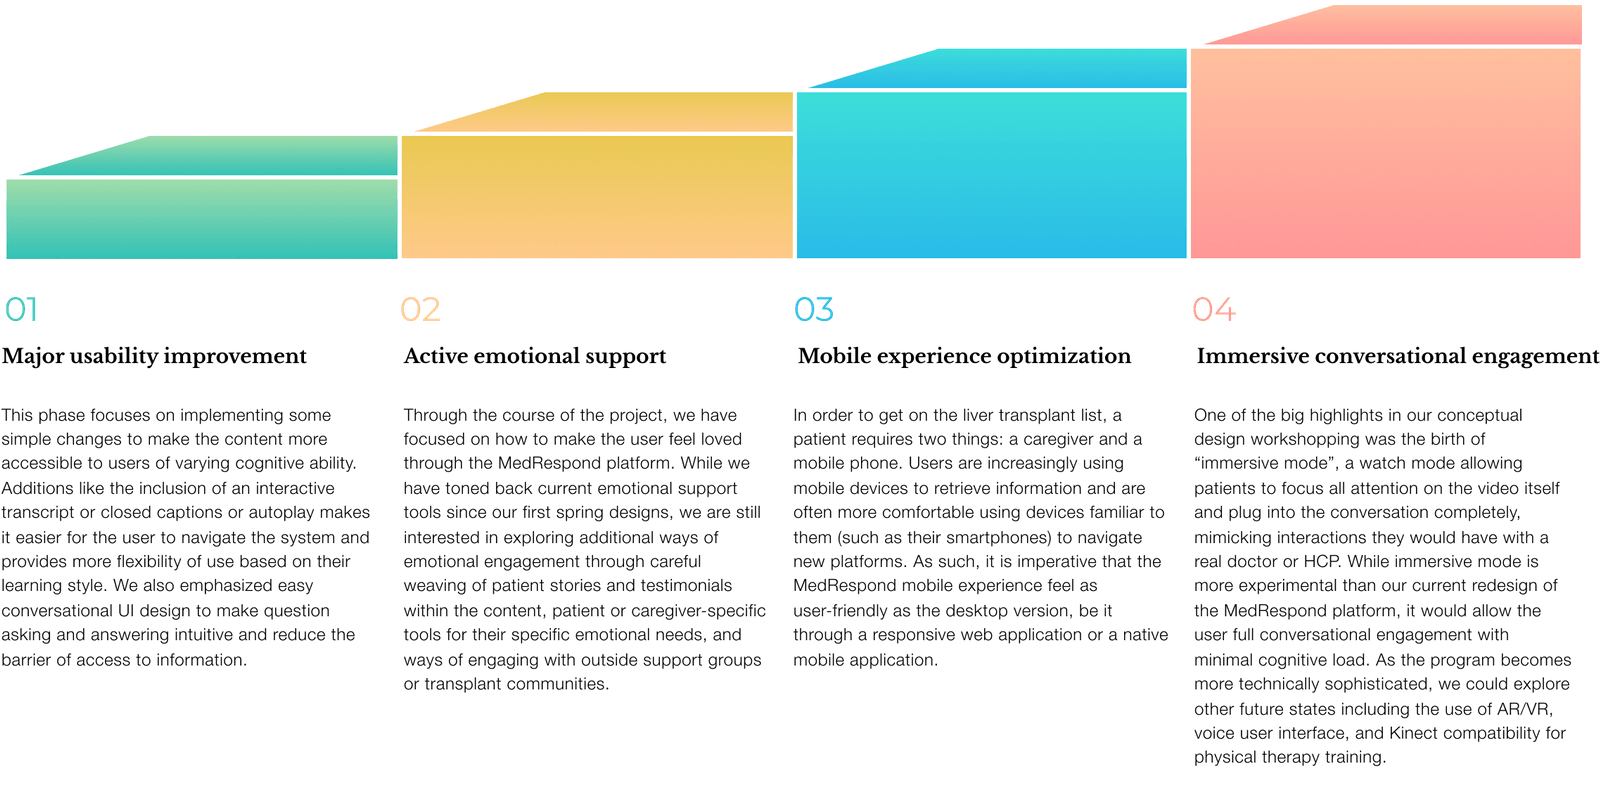 01
Major usability improvement
This phase focuses on implementing some
simple changes to make the content more
accessible to users of varying cognitive ability.
Additions like the inclusion of an interactive
transcript or closed captions or autoplay makes
it easier for the user to navigate the system and
provides more flexibility of use based on their
learning style. We also emphasized easy
conversational UI design to make question
asking and answering intuitive and reduce the
barrier of access to information.
02
Active emotional support
Through the course of the project, we have
focused on how to make the user feel loved
through the MedRespond platform. While we
have toned back current emotional support
tools since our first spring designs, we are still
interested in exploring additional ways of
emotional engagement through careful
weaving of patient stories and testimonials
within the content, patient or caregiver-specific
tools for their specific emotional needs, and
ways of engaging with outside support groups
or transplant communities.
03
Mobile experience optimization
In order to get on the liver transplant list, a
patient requires two things: a caregiver and a
mobile phone. Users are increasingly using
mobile devices to retrieve information and are
often more comfortable using devices familiar to
them (such as their smartphones) to navigate
new platforms. As such, it is imperative that the
MedRespond mobile experience feel as
user-friendly as the desktop version, be it
through a responsive web application or a native
mobile application.
04
Immersive conversational engagement
One of the big highlights in our conceptual
design workshopping was the birth of
“immersive mode”, a watch mode allowing
patients to focus all attention on the video itself
and plug into the conversation completely,
mimicking interactions they would have with a
real doctor or HCP. While immersive mode is
more experimental than our current redesign of
the MedRespond platform, it would allow the
user full conversational engagement with
minimal cognitive load. As the program becomes
more technically sophisticated, we could explore
other future states including the use of AR/VR,
voice user interface, and Kinect compatibility for
physical therapy training.